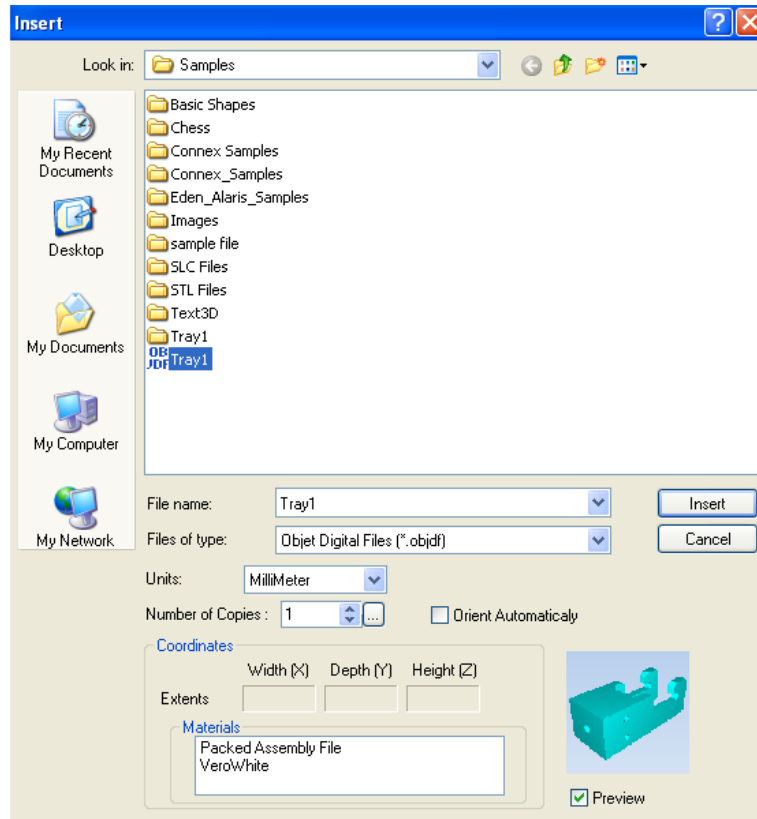 Insert
Look in:
Samples
My Recent
Documents
Desktop
My Documents
My Computer
My Network
Basic Shapes
Chess
Connex Samples
Connex_Samples
Eden_Alaris_Samples
Images
sample file
SLC Files
STL Files
Text3D
Tray1
OBJ
JDF
Tray1
File name:
Tray1
Insert
Files of type:
Objet Digital Files (*.objdf)
Cancel
Units:
MilliMeter
Number of Copies :
1
...
Orient Automaticaly
Coordinates
Width (X) Depth (Y) Height (Z)
Extents
Materials
Packed Assembly File
VeroWhite
Preview